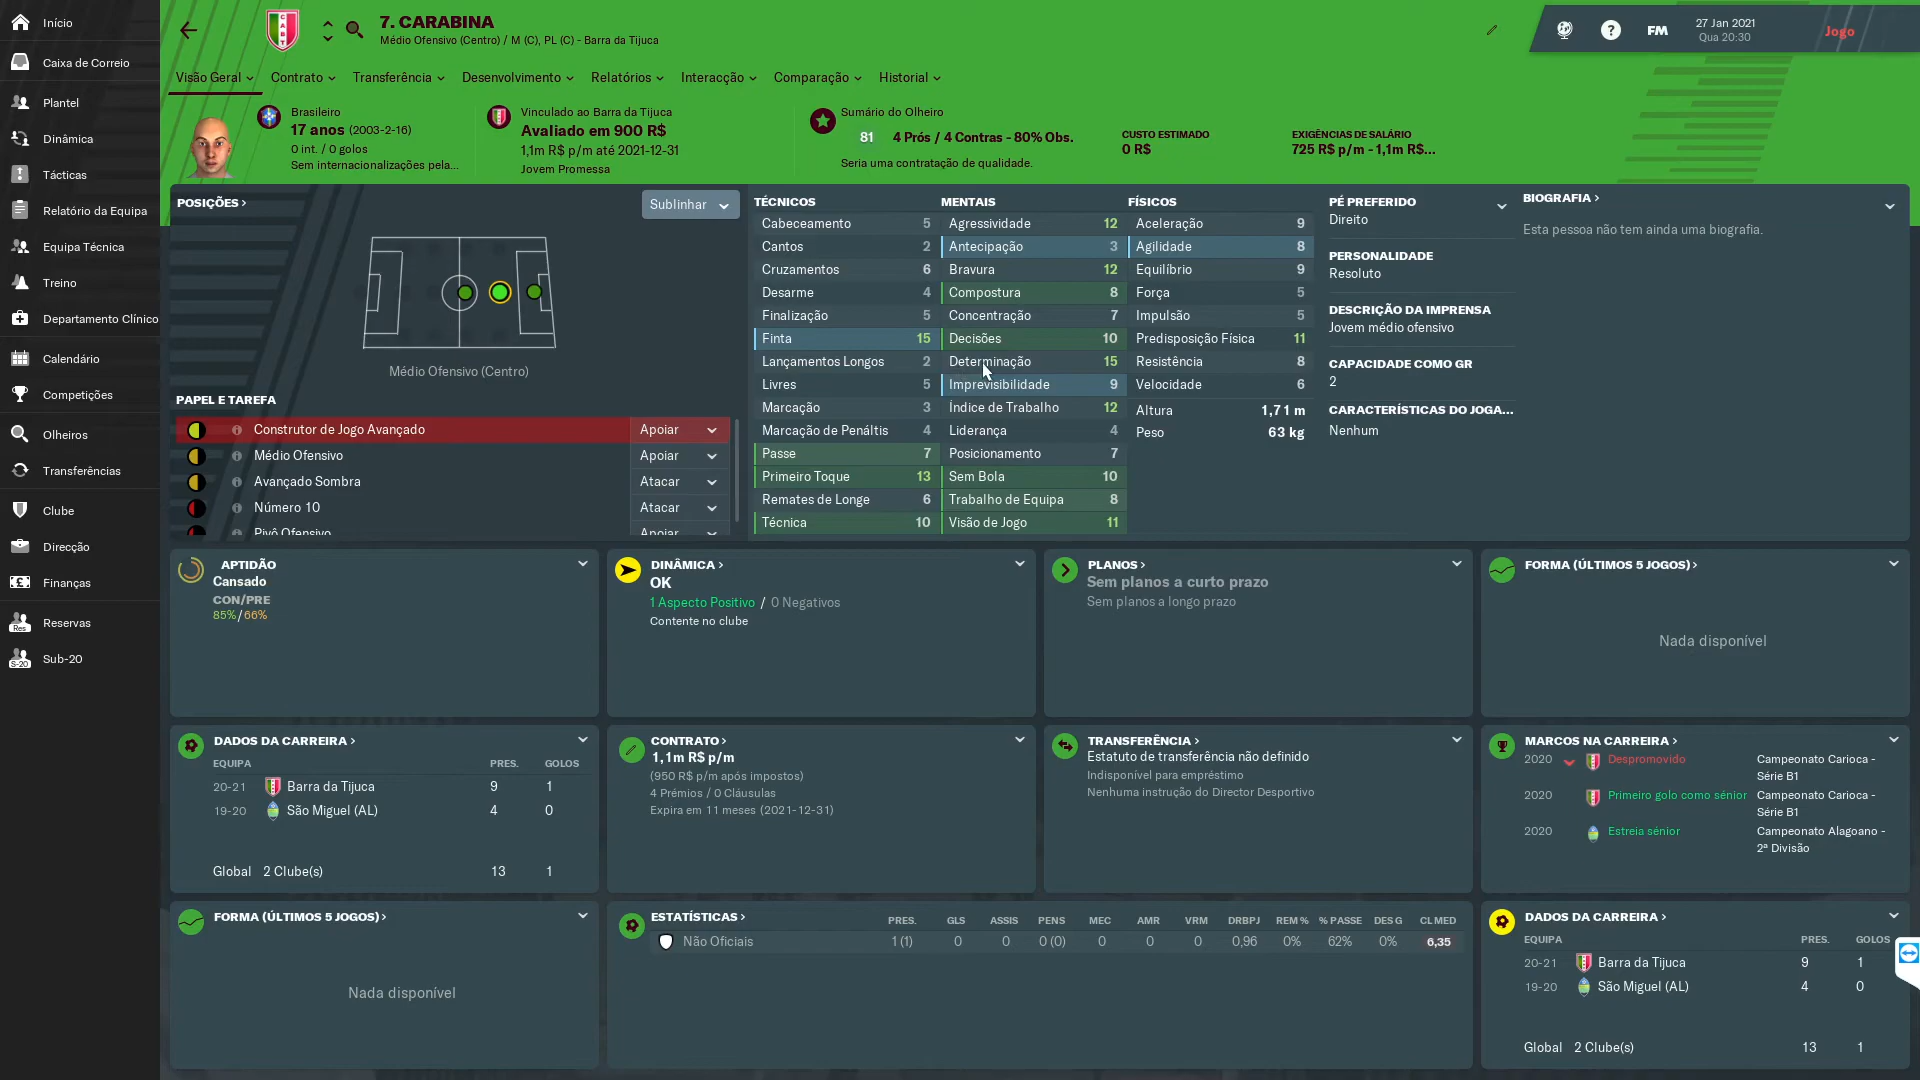 Início
Caixa de Correio
Plantel
Dinâmica
Tácticas
Relatório da Equipa
Equipa Técnica
Treino
Departamento Clínico
Calendário
Competições
Olheiros
Transferências
Clube
Direcção
Finanças
Res
Reservas
S-20
Sub-20
7. CARABINA
Médio Ofensivo (Centro) / M (C), PL (C) - Barra da Tijuca
FM
27 Jan 2021
Qua 20:30
Jogo
Visão Geral
Contrato
Transferência
Desenvolvimento
Relatórios
Interacção
Comparação
Historial
Brasileiro
17 anos (2003-2-16)
0 int. / 0 golos
Sem internacionalizações pela...
Vinculado ao Barra da Tijuca
Avaliado em 900 R$
1,1m R$ p/m até 2021-12-31
Jovem Promessa
Sumário do Olheiro
81 4 Prós / 4 Contras - 80% Obs.
Seria uma contratação de qualidade.
CUSTO ESTIMADO
0 R$
EXIGÊNCIAS DE SALÁRIO
725 R$ p/m - 1,1m R$...
POSIÇÕES >
Sublinhar
Médio Ofensivo (Centro)
PAPEL E TAREFA
Construtor de Jogo Avançado Apoiar
Médio Ofensivo Apoiar
Avançado Sombra Atacar
Número 10 Atacar
Pivô Ofensivo Apoiar
TÉCNICOS
Cabeceamento 5
Cantos 2
Cruzamentos 6
Desarme 4
Finalização 5
Finta 15
Lançamentos Longos 2
Livres 5
Marcação 3
Marcação de Penáltis 4
Passe 7
Primeiro Toque 13
Remates de Longe 6
Técnica 10
MENTAIS
Agressividade 12
Antecipação 3
Bravura 12
Compostura 8
Concentração 7
Decisões 10
Determinação 15
Imprevisibilidade 9
Índice de Trabalho 12
Liderança 4
Posicionamento 7
Sem Bola 10
Trabalho de Equipa 8
Visão de Jogo 11
FÍSICOS
Aceleração 9
Agilidade 8
Equilíbrio 9
Força 5
Impulsão 5
Predisposição Física 11
Resistência 8
Velocidade 6
Altura 1,71 m
Peso 63 kg
PÉ PREFERIDO
Direito
PERSONALIDADE
Resoluto
DESCRIÇÃO DA IMPRENSA
Jovem médio ofensivo
CAPACIDADE COMO GR
2
CARACTERÍSTICAS DO JOGA...
Nenhum
BIOGRAFIA >
Esta pessoa não tem ainda uma biografia.
APTIDÃO
Cansado
CON/PRE
85%/66%
DINÂMICA >
OK
1 Aspecto Positivo / 0 Negativos
Contente no clube
PLANOS >
Sem planos a curto prazo
Sem planos a longo prazo
FORMA (ÚLTIMOS 5 JOGOS) >
Nada disponível
DADOS DA CARREIRA >
EQUIPA PRES. GOLOS
20-21 Barra da Tijuca 9 1
19-20 São Miguel (AL) 4 0
Global 2 Clube(s) 13 1
CONTRATO >
1,1m R$ p/m
(950 R$ p/m após impostos)
4 Prémios / 0 Cláusulas
Expira em 11 meses (2021-12-31)
TRANSFERÊNCIA >
Estatuto de transferência não definido
Indisponível para empréstimo
Nenhuma instrução do Director Desportivo
MARCOS NA CARREIRA >
2020 Despromovido Campeonato Carioca -
Série B1
2020 Primeiro golo como sénior Campeonato Carioca -
Série B1
2020 Estreia sénior Campeonato Alagoano -
2ª Divisão
FORMA (ÚLTIMOS 5 JOGOS) >
Nada disponível
ESTATÍSTICAS > PRES. GLS ASSIS PENS MEC AMR VRM DRBPJ REM % % PASSE DES G CL MED
Não Oficiais 1 (1) 0 0 0 (0) 0 0 0 0,96 0% 62% 0% 6,35
DADOS DA CARREIRA >
EQUIPA PRES. GOLOS
20-21 Barra da Tijuca 9 1
19-20 São Miguel (AL) 4 0
Global 2 Clube(s) 13 1